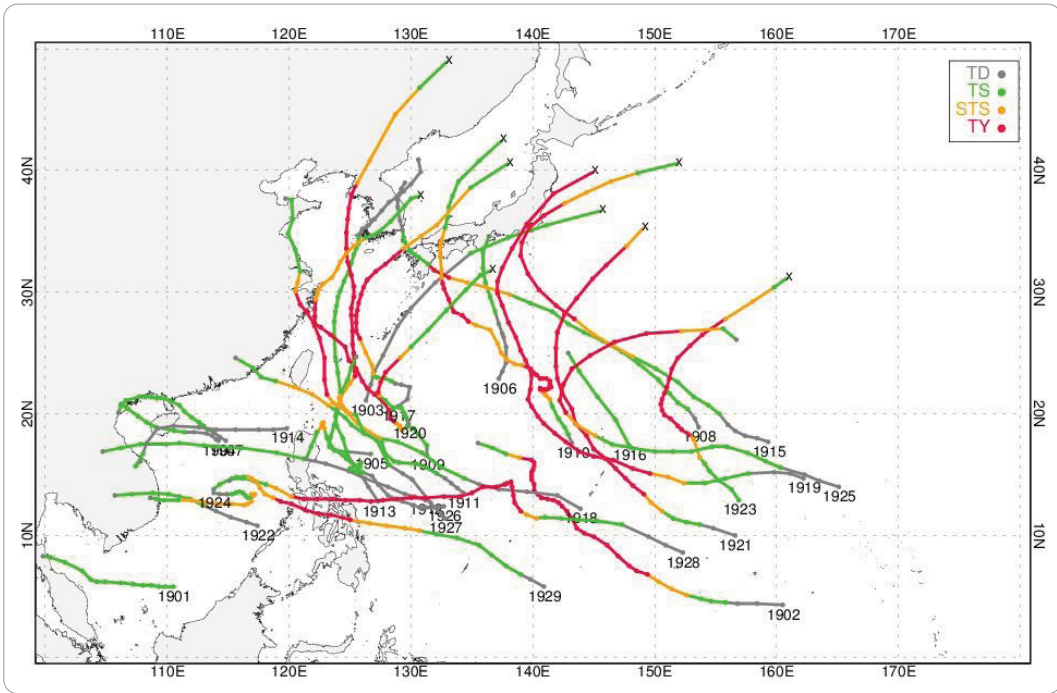 110E 120E 130E 140E 150E 160E 170E
TD
TS
STS
TY
40N 40N
30N 30N
1906
20N 20N
1903
1917
1914
1920
1908
1905
1909
1910
1916
1915
1919
1925
1924
1913
1911
1926
1918
1923
1922
1927
1921
10N 10N
1928
1901
1929
1902
X
X
X
X
X
X
X
X
X
X
X
110E 120E 130E 140E 150E 160E 170E